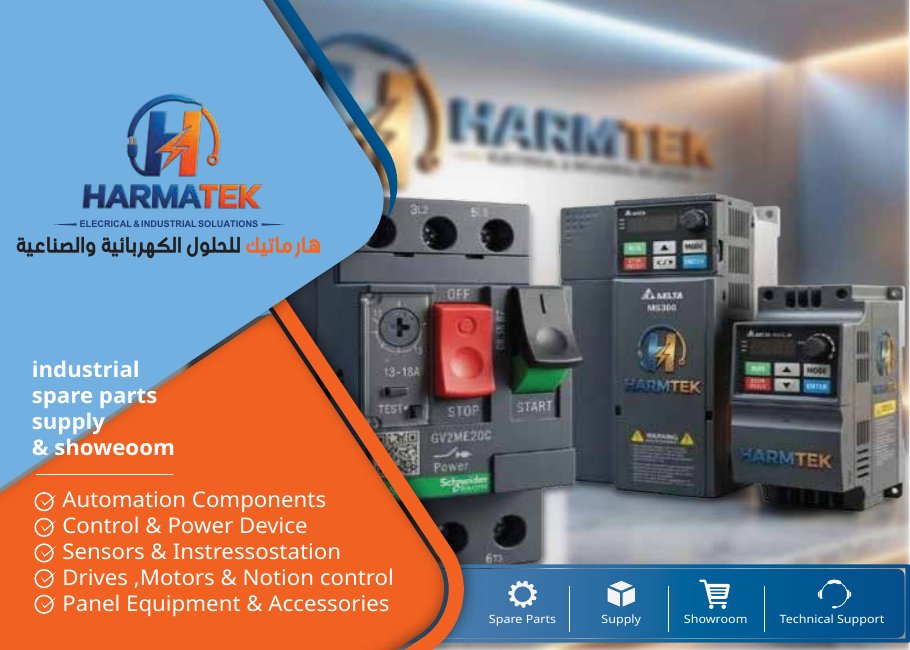 HARMATEK
ELECRICAL & INDUSTRIAL SOLUATIONS
هارماتيك للحلول الكهربائية والصناعية
industrial
spare parts
supply
& showeoom
Automation Components
Control & Power Device
Sensors & Instressostation
Drives ,Motors & Notion control
Panel Equipment & Accessories
HARMTEK
3L2 5L3
OFF
13-18A
TEST
STOP
START
GV2ME20C
Power
Schneider
6T3
MODE
ENTER
DELTA
MS300
HARMTEK
WARNING
MODE
ENTER
HARMTEK
Spare Parts
Supply
Showroom
Technical Support